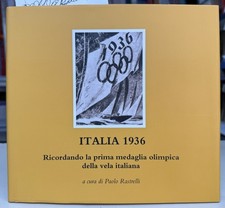 1936
ITALIA 1936
Ricordando la prima medaglia olimpica
della vela italiana
a cura di Paolo Rastrelli